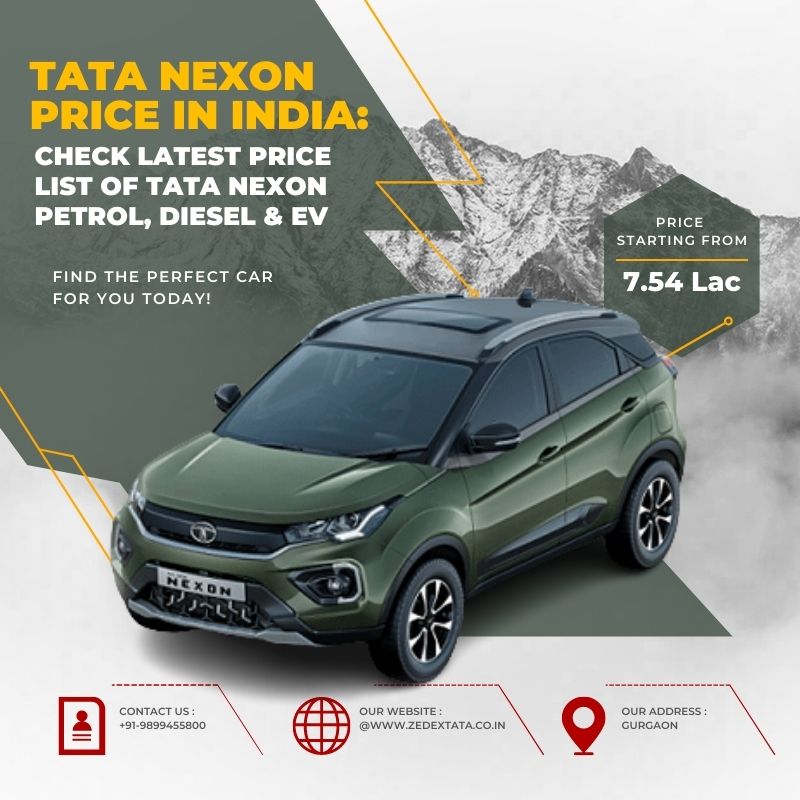 TATA NEXON
PRICE IN INDIA:
CHECK LATEST PRICE
LIST OF TATA NEXON
PETROL, DIESEL & EV
FIND THE PERFECT CAR
FOR YOU TODAY!
PRICE
STARTING FROM
7.54 Lac
NEXON
CONTACT US :
+91-9899455800
OUR WEBSITE :
@WWW.ZEDEXTATA.CO.IN
OUR ADDRESS :
GURGAON